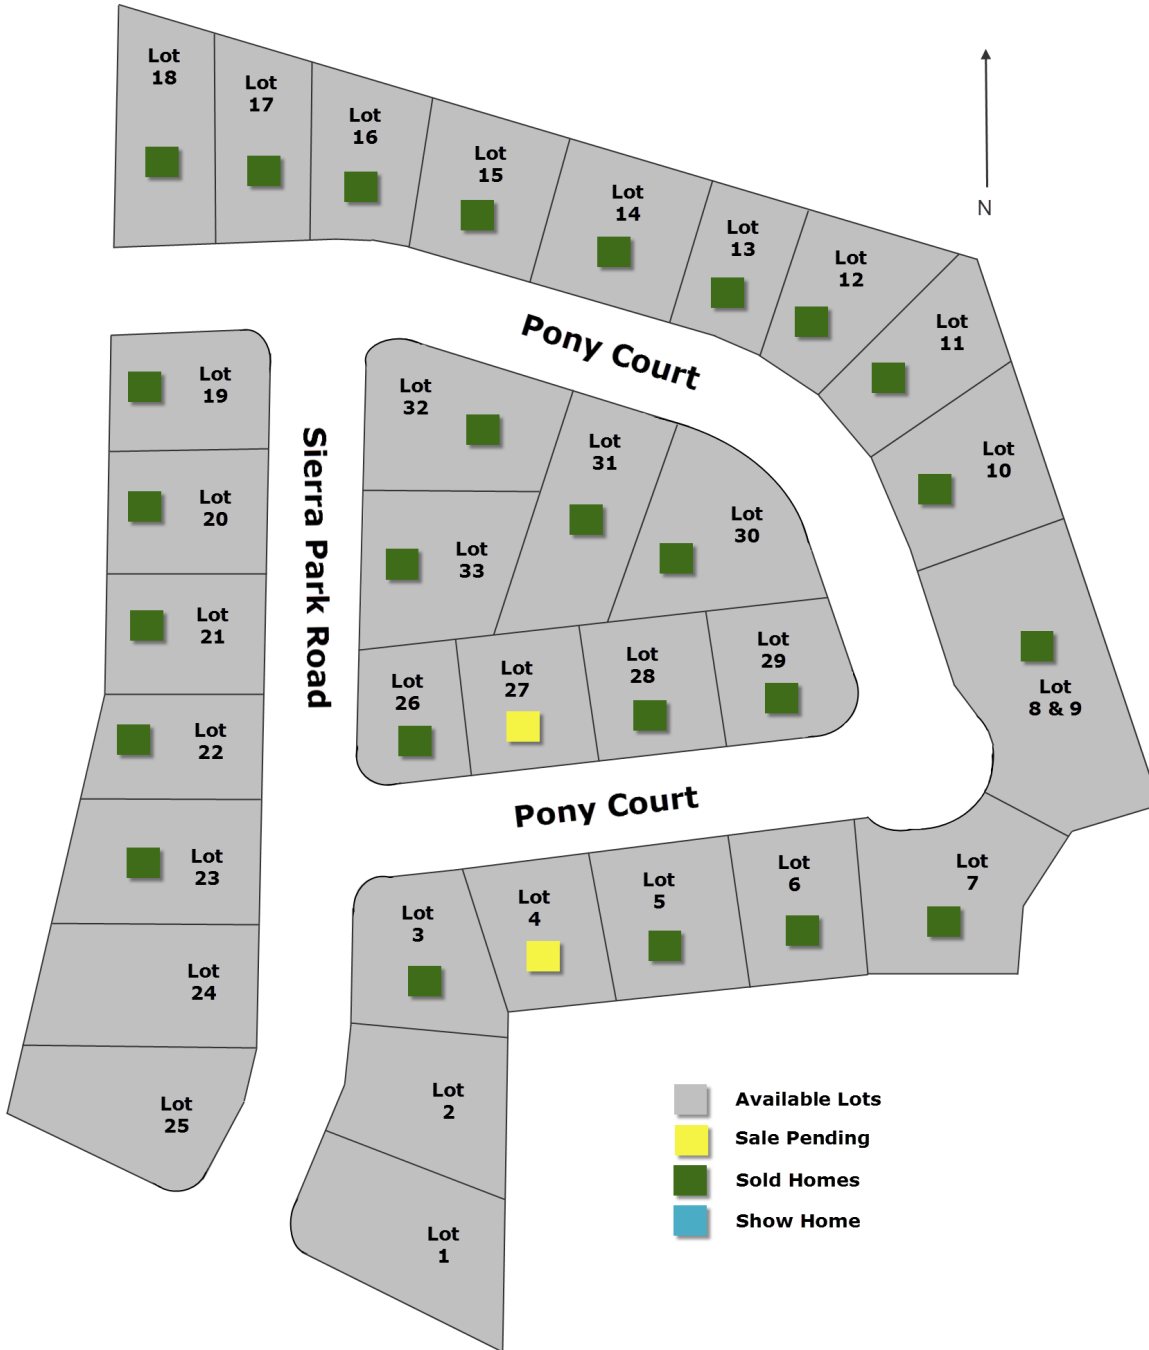 Lot
18
Lot
17
Lot
16
Lot
15
Lot
14
Lot
13
Lot
12
Lot
11
Lot
10
N
Pony Court
Lot
19
Lot
20
Lot
21
Lot
22
Lot
23
Lot
24
Lot
25
Sierra Park Road
Lot
32
Lot
31
Lot
30
Lot
33
Lot
26
Lot
27
Lot
28
Lot
29
Lot
8 & 9
Pony Court
Lot
3
Lot
4
Lot
5
Lot
6
Lot
7
Lot
2
Lot
1
Available Lots
Sale Pending
Sold Homes
Show Home